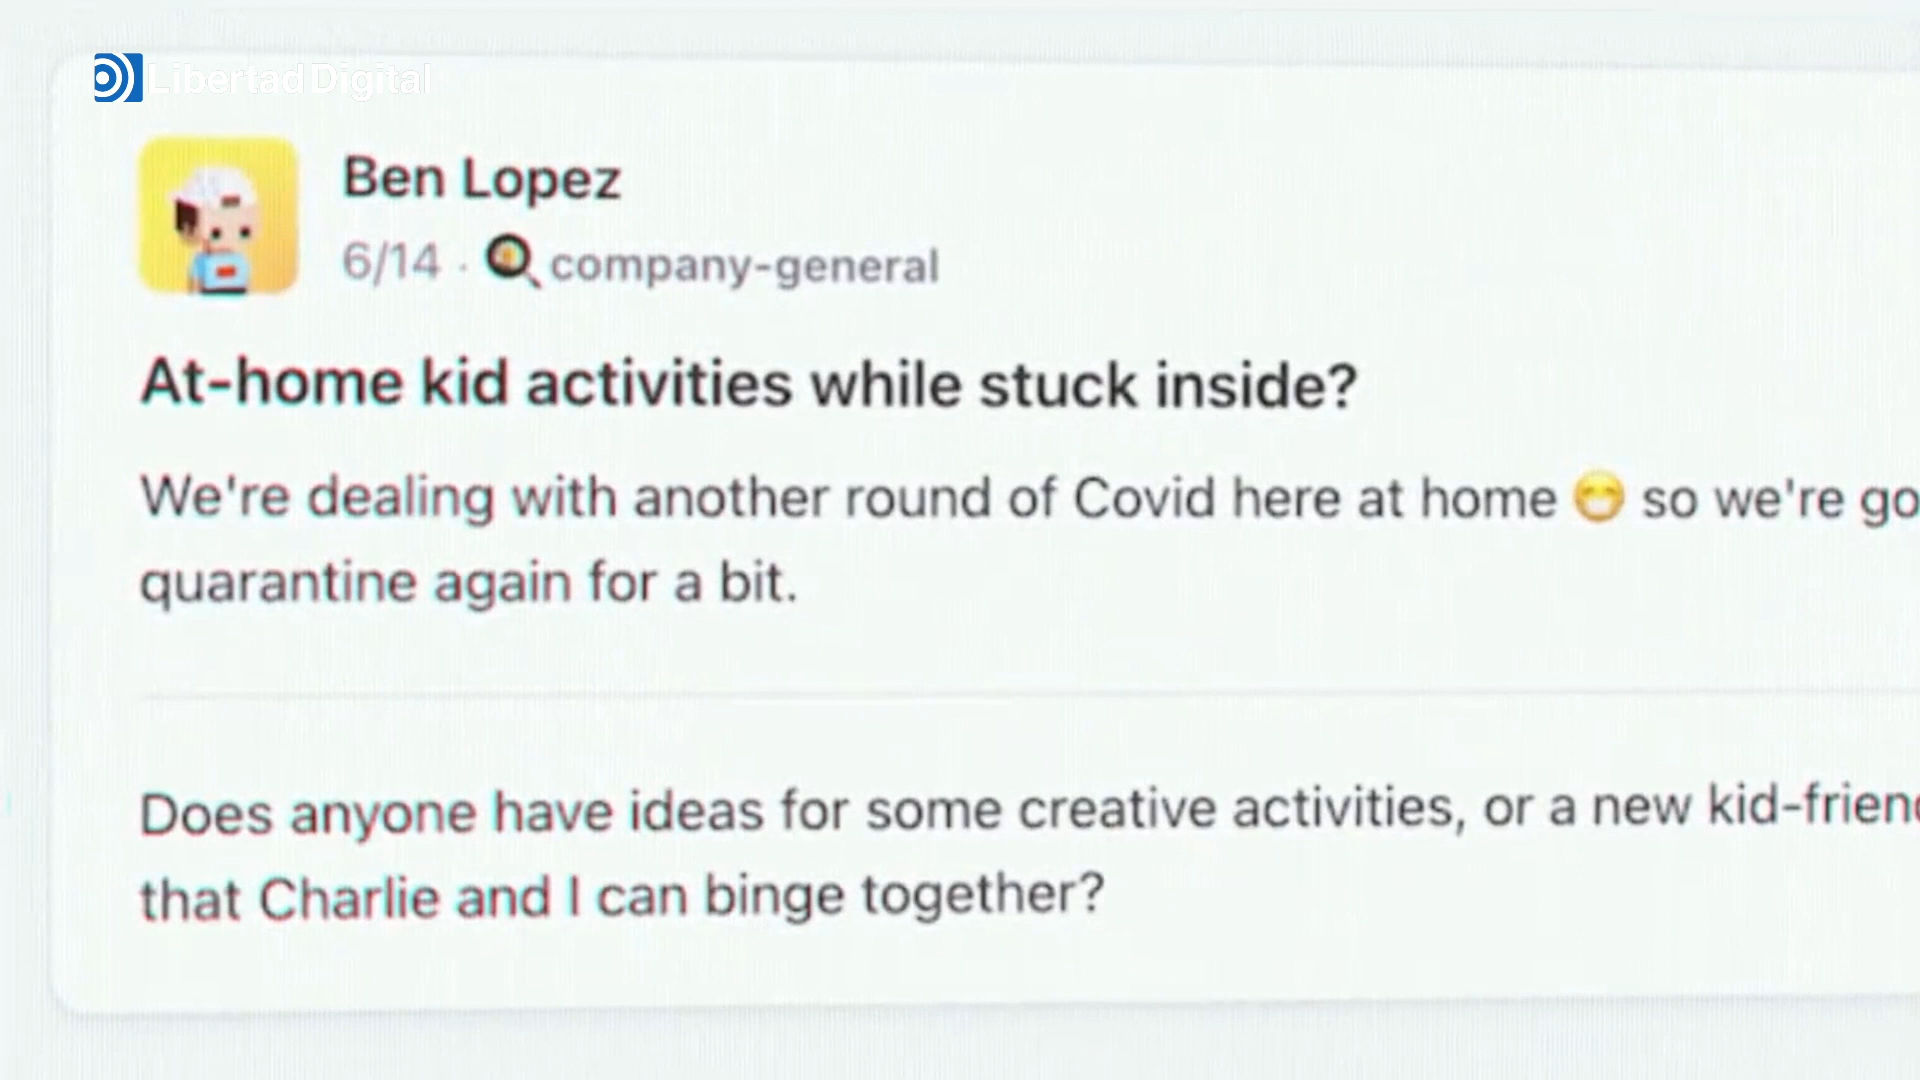 Libertad Digital
Ben Lopez
6/14 · company-general
At-home kid activities while stuck inside?
We're dealing with another round of Covid here at home 😷 so we're go
quarantine again for a bit.
Does anyone have ideas for some creative activities, or a new kid-frien
that Charlie and I can binge together?